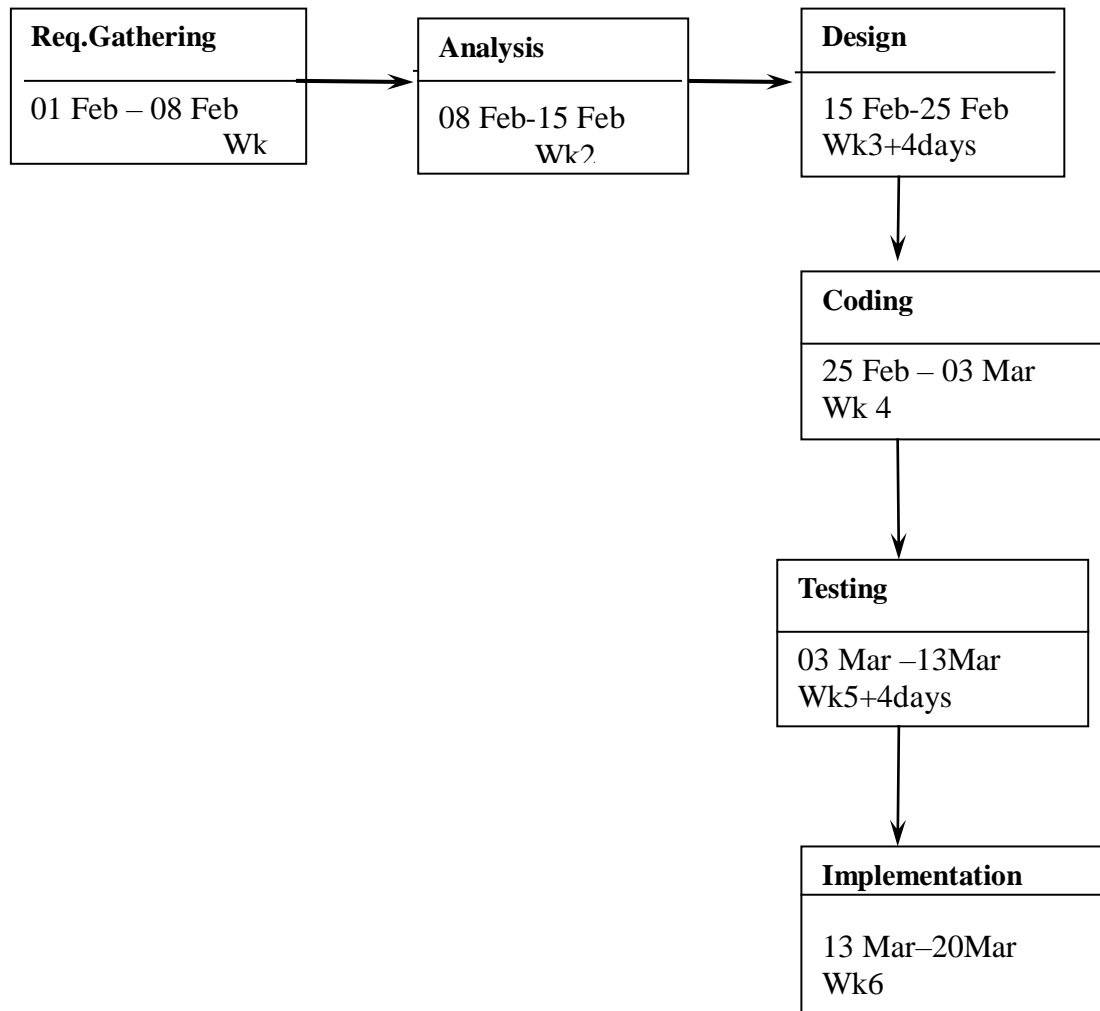 Req.Gathering
01 Feb – 08 Feb
Wk
Analysis
08 Feb-15 Feb
Wk2
Design
15 Feb-25 Feb
Wk3+4days
Coding
25 Feb – 03 Mar
Wk 4
Testing
03 Mar –13Mar
Wk5+4days
Implementation
13 Mar–20Mar
Wk6